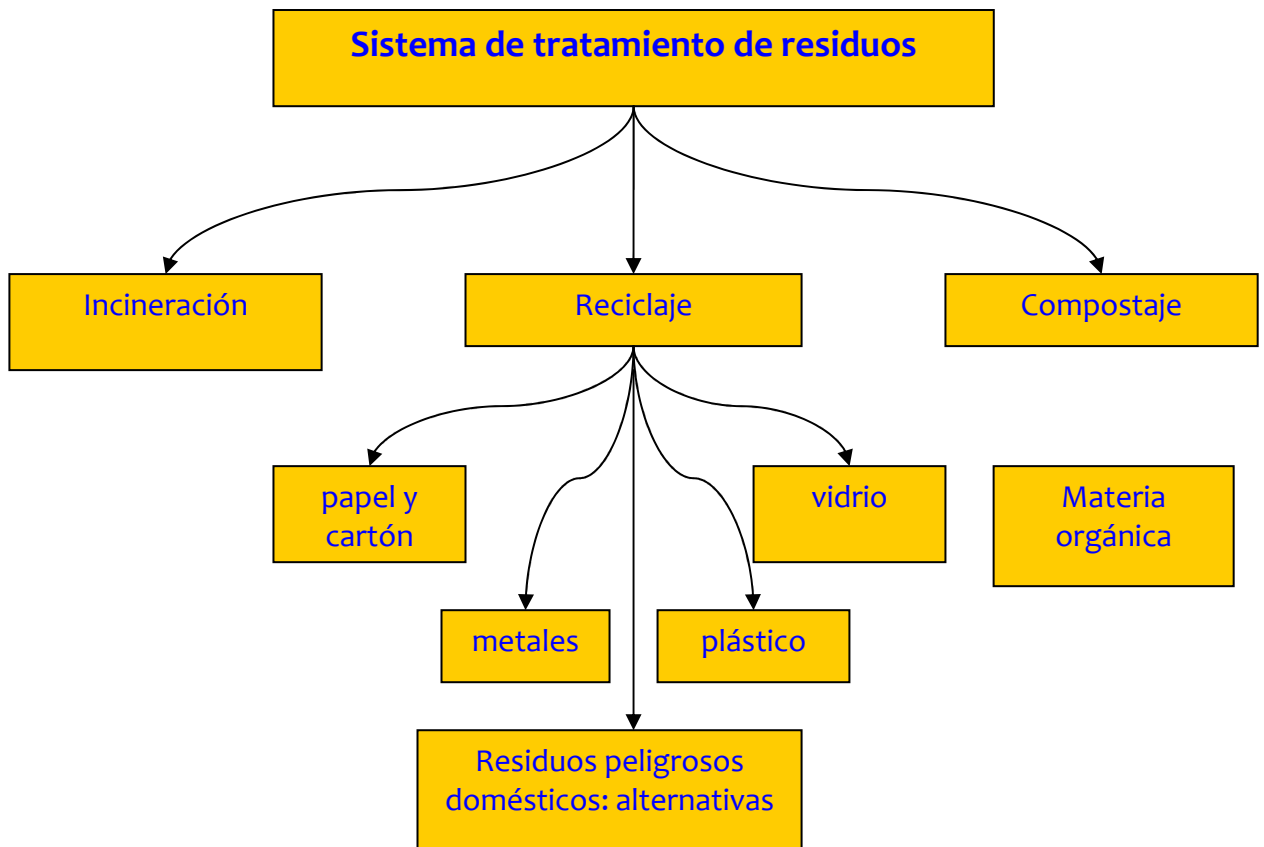 Sistema de tratamiento de residuos
Incineración
Reciclaje
Compostaje
papel y
cartón
vidrio
Materia
orgánica
metales
plástico
Residuos peligrosos
domésticos: alternativas